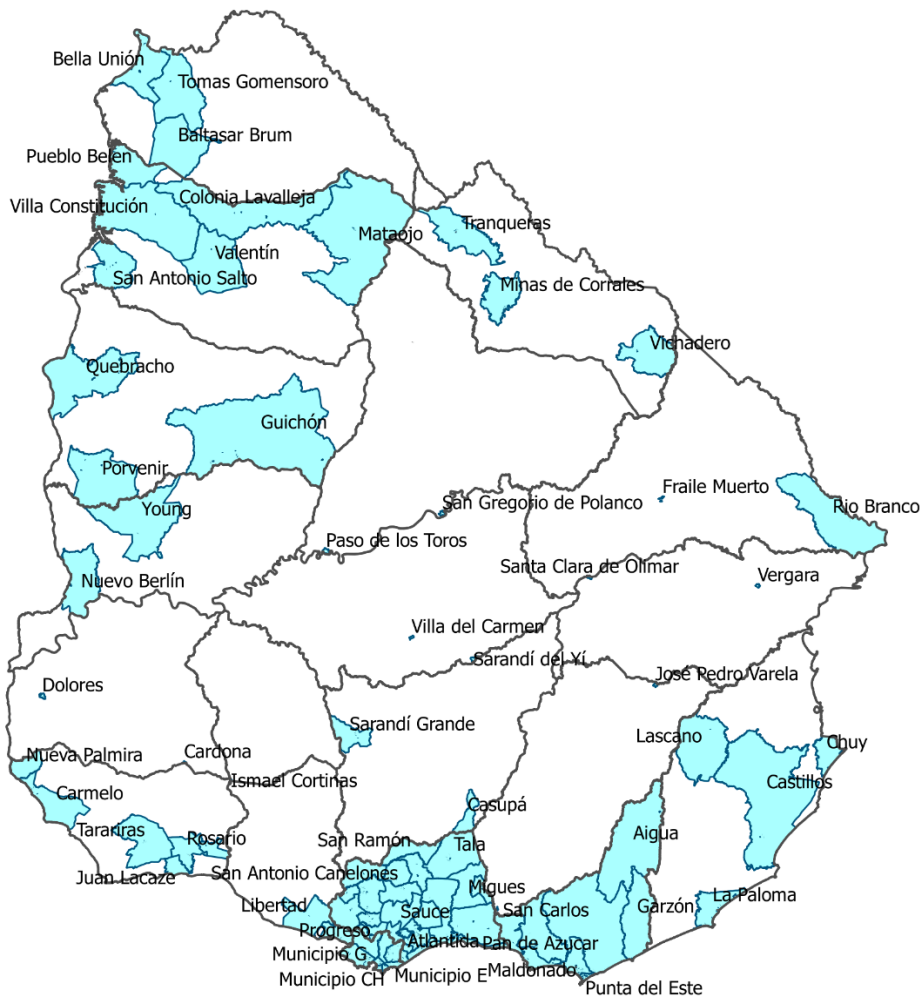 Bella Unión
Tomas Gomensoro
Baltasar Brum
Pueblo Belen
Colonia Lavalleja
Villa Constitución
Mataojo
Tranqueras
Valentín
San Antonio Salto
Minas de Corrales
Vichadero
Quebracho
Guichón
Porvenir
Fraile Muerto
San Gregorio de Polanco
Rio Branco
Young
Paso de los Toros
Santa Clara de Olimar
Vergara
Nuevo Berlín
Villa del Carmen
Sarandí del Yí
José Pedro Varela
Dolores
Sarandí Grande
Lascano
Chuy
Nueva Palmira
Cardona
Ismael Cortinas
Castillos
Carmelo
Casupá
Tarariras
Rosario
San Ramón
Tala
Aigua
Juan Lacaze
San Antonio Canelones
Migues
La Paloma
Libertad
Sauce
San Carlos
Garzón
Progreso
Atlantida
Pan de Azucar
Municipio G
Maldonado
Municipio CH
Municipio E
Punta del Este